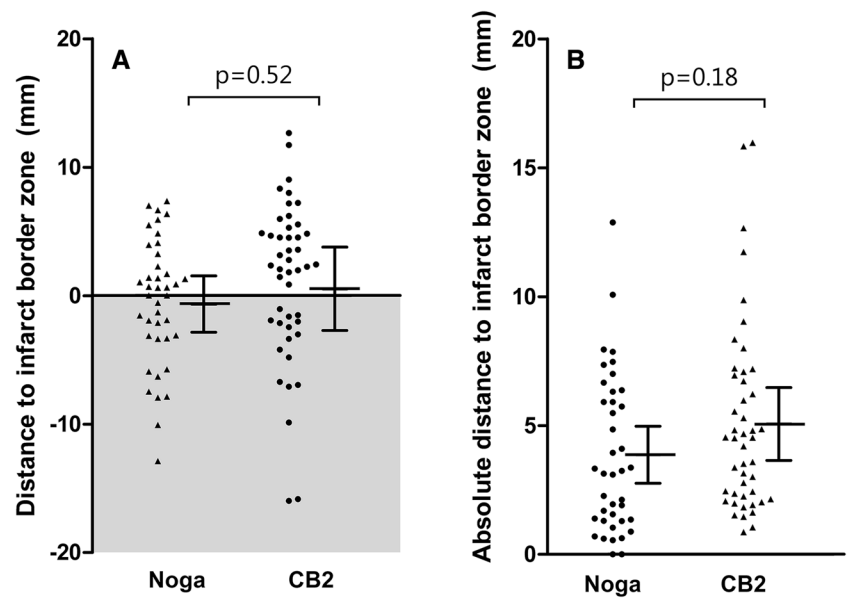 A
p=0.52
Distance to infarct border zone (mm)
20
10
0
-10
-20
Noga
CB2
B
p=0.18
Absolute distance to infarct border zone (mm)
20
15
10
5
0
Noga
CB2